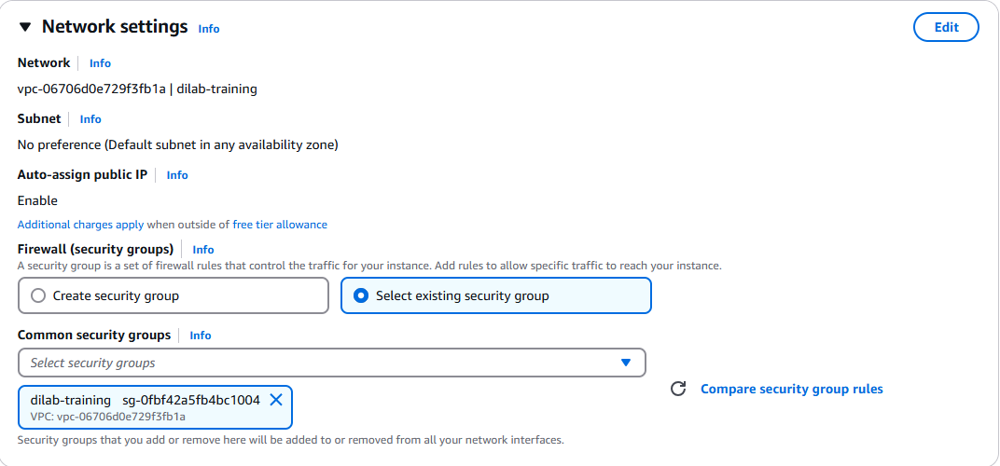 Network settings Info Edit
Network Info
vpc-06706d0e729f3fb1a | dilab-training
Subnet Info
No preference (Default subnet in any availability zone)
Auto-assign public IP Info
Enable
Additional charges apply when outside of free tier allowance
Firewall (security groups) Info
A security group is a set of firewall rules that control the traffic for your instance. Add rules to allow specific traffic to reach your instance.
Create security group Select existing security group
Common security groups Info
Select security groups
Compare security group rules
dilab-training sg-0fbf42a5fb4bc1004
VPC: vpc-06706d0e729f3fb1a
Security groups that you add or remove here will be added to or removed from all your network interfaces.